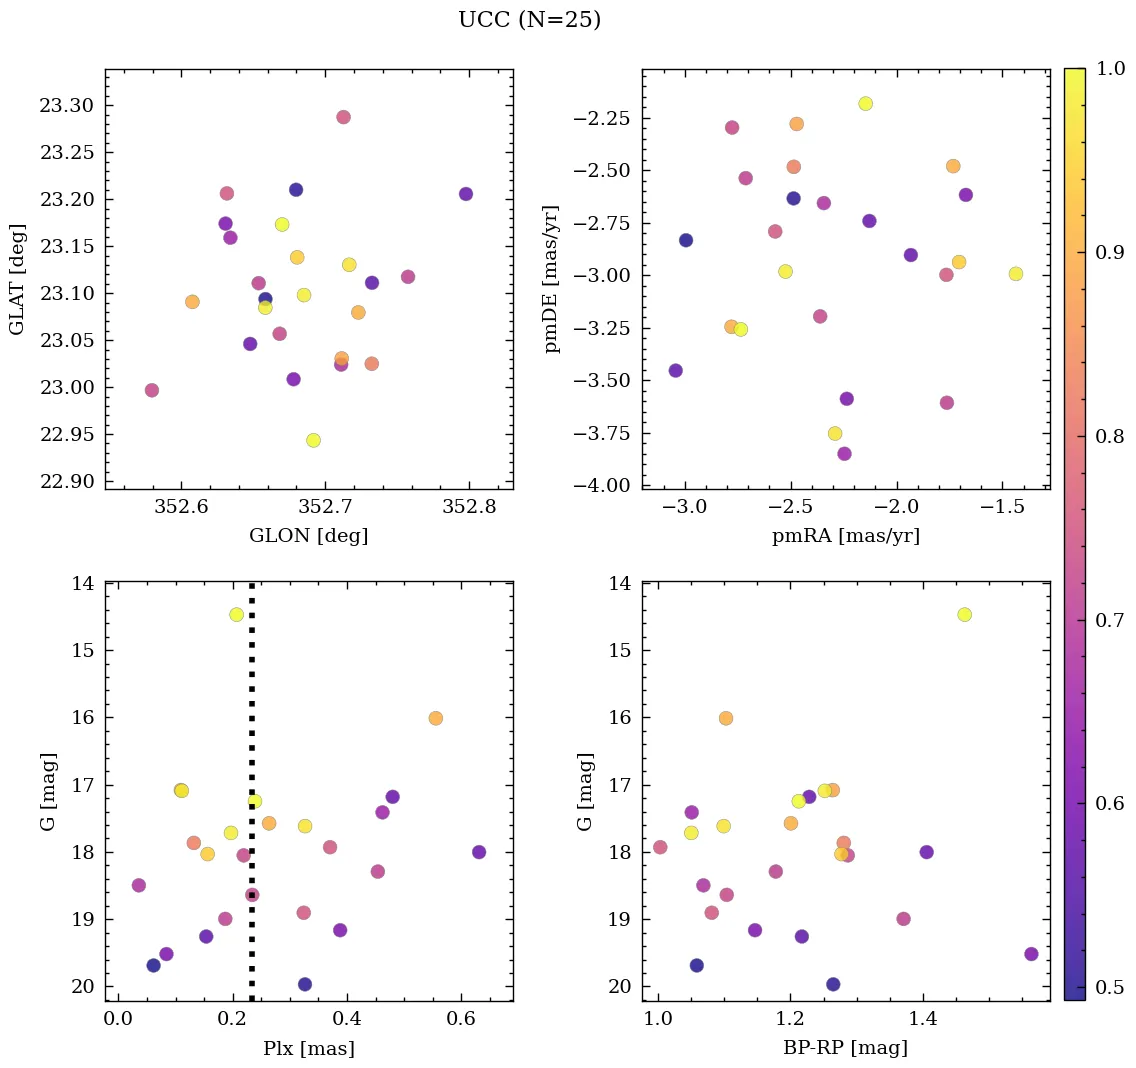 UCC (N=25)
23.30
23.25
23.20
23.15
23.10
23.05
23.00
22.95
22.90
GLAT [deg]
352.6 352.7 352.8
GLON [deg]
−2.25
−2.50
−2.75
−3.00
−3.25
−3.50
−3.75
−4.00
pmDE [mas/yr]
−3.0 −2.5 −2.0 −1.5
pmRA [mas/yr]
14
15
16
17
18
19
20
G [mag]
0.0 0.2 0.4 0.6
Plx [mas]
14
15
16
17
18
19
20
G [mag]
1.0 1.2 1.4
BP-RP [mag]
1.0
0.9
0.8
0.7
0.6
0.5